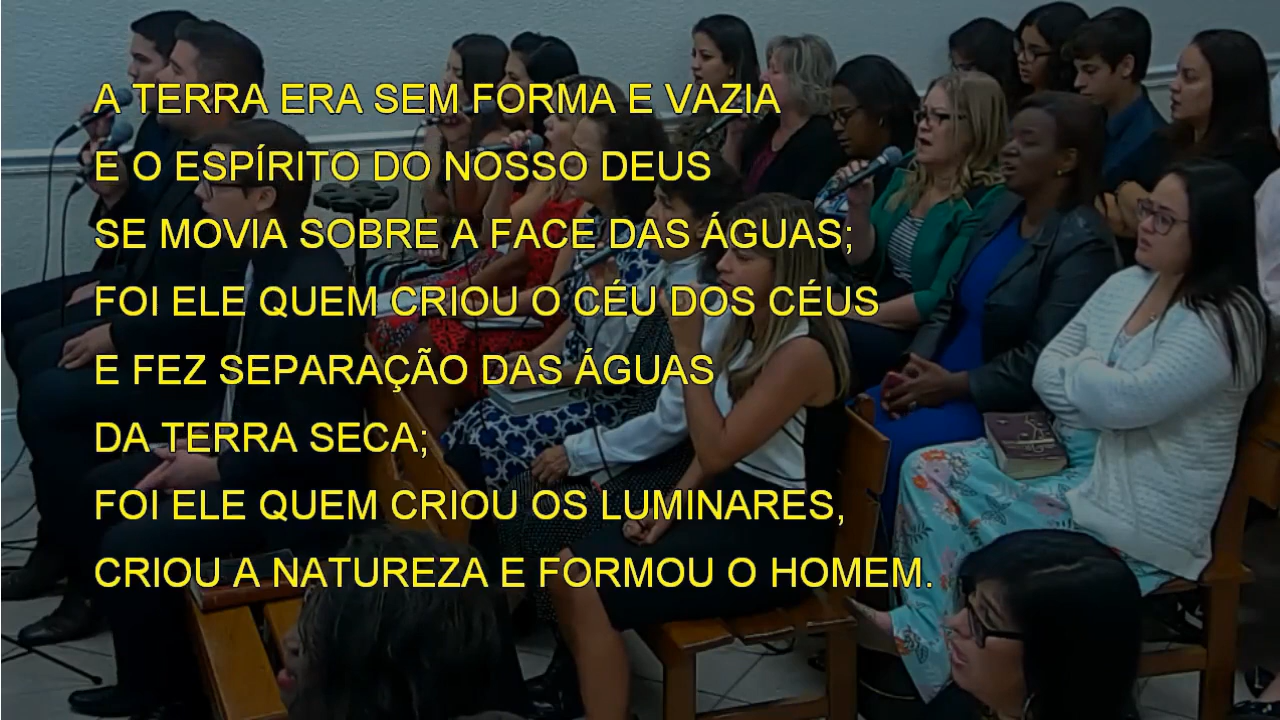 A TERRA ERA SEM FORMA E VAZIA
E O ESPÍRITO DO NOSSO DEUS
SE MOVIA SOBRE A FACE DAS ÁGUAS;
FOI ELE QUEM CRIOU O CÉU DOS CÉUS
E FEZ SEPARAÇÃO DAS ÁGUAS
DA TERRA SECA;
FOI ELE QUEM CRIOU OS LUMINARES,
CRIOU A NATUREZA E FORMOU O HOMEM.